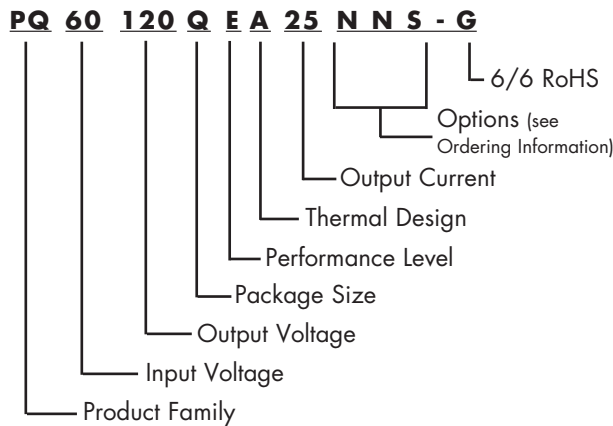 PQ 60 120 Q E A 25 N N S - G
6/6 RoHS
Options (see
Ordering Information)
Output Current
Thermal Design
Performance Level
Package Size
Output Voltage
Input Voltage
Product Family